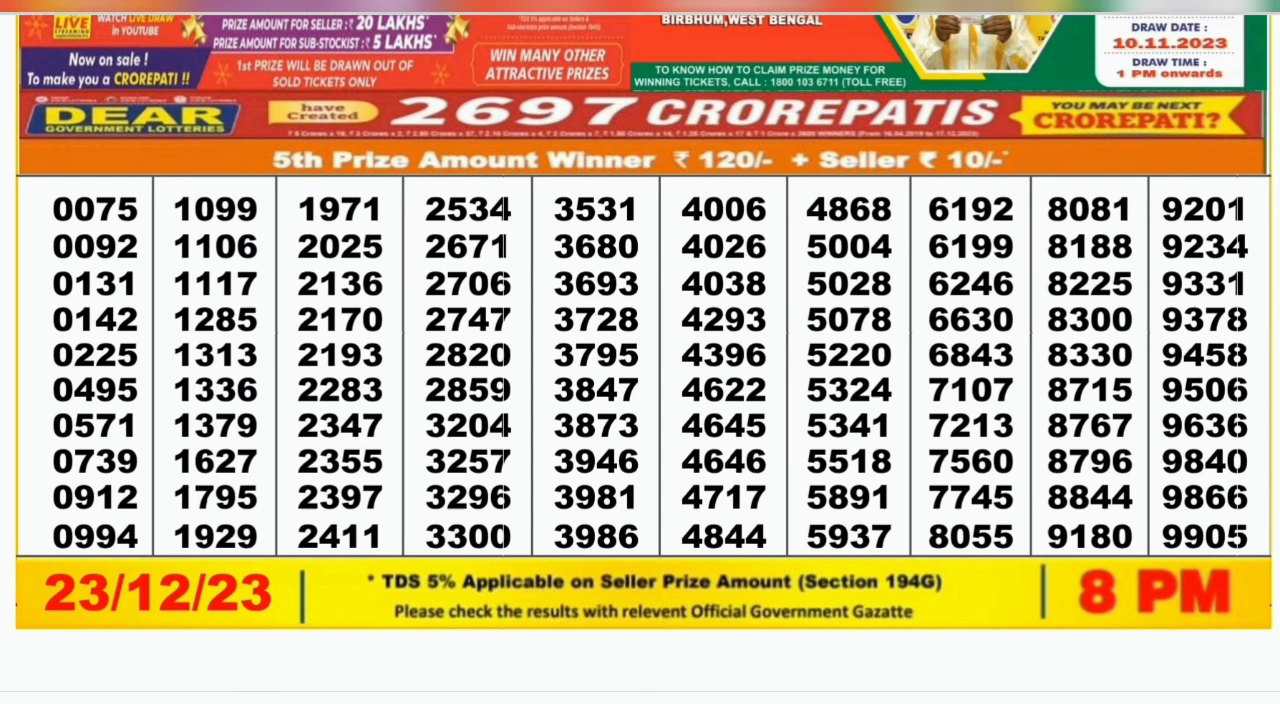 LIVE
STREAMING
WATCH LIVE DRAW
in YOUTUBE
PRIZE AMOUNT FOR SELLER : ₹ 20 LAKHS*
PRIZE AMOUNT FOR SUB-STOCKIST : ₹ 5 LAKHS*
Now on sale !
To make you a CROREPATI !!
1st PRIZE WILL BE DRAWN OUT OF
SOLD TICKETS ONLY
WIN MANY OTHER
ATTRACTIVE PRIZES
BIRBHUM,WEST BENGAL
TO KNOW HOW TO CLAIM PRIZE MONEY FOR
WINNING TICKETS, CALL : 1800 103 6711 (TOLL FREE)
DRAW DATE :
10.11.2023
DRAW TIME :
1 PM onwards
DEAR
GOVERNMENT LOTTERIES
have
Created
2697 CROREPATIS
YOU MAY BE NEXT
CROREPATI?
5th Prize Amount Winner ₹ 120/- + Seller ₹ 10/-*
0075 1099 1971 2534 3531 4006 4868 6192 8081 9201
0092 1106 2025 2671 3680 4026 5004 6199 8188 9234
0131 1117 2136 2706 3693 4038 5028 6246 8225 9331
0142 1285 2170 2747 3728 4293 5078 6630 8300 9378
0225 1313 2193 2820 3795 4396 5220 6843 8330 9458
0495 1336 2283 2859 3847 4622 5324 7107 8715 9506
0571 1379 2347 3204 3873 4645 5341 7213 8767 9636
0739 1627 2355 3257 3946 4646 5518 7560 8796 9840
0912 1795 2397 3296 3981 4717 5891 7745 8844 9866
0994 1929 2411 3300 3986 4844 5937 8055 9180 9905
23/12/23
* TDS 5% Applicable on Seller Prize Amount (Section 194G)
Please check the results with relevent Official Government Gazatte
8 PM